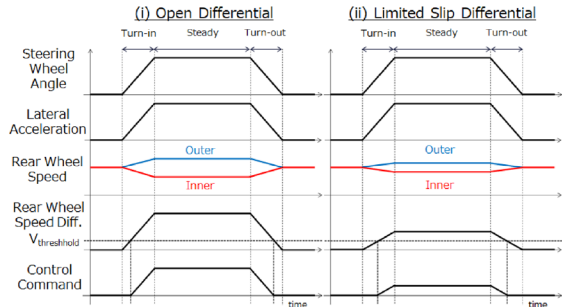 (i) Open Differential
(ii) Limited Slip Differential
Turn-in
Steady
Turn-out
Turn-in
Steady
Turn-out
Steering
Wheel
Angle
Lateral
Acceleration
Rear Wheel
Speed
Outer
Inner
Outer
Inner
Rear Wheel
Speed Diff.
Vthreshhold
Control
Command
time
time